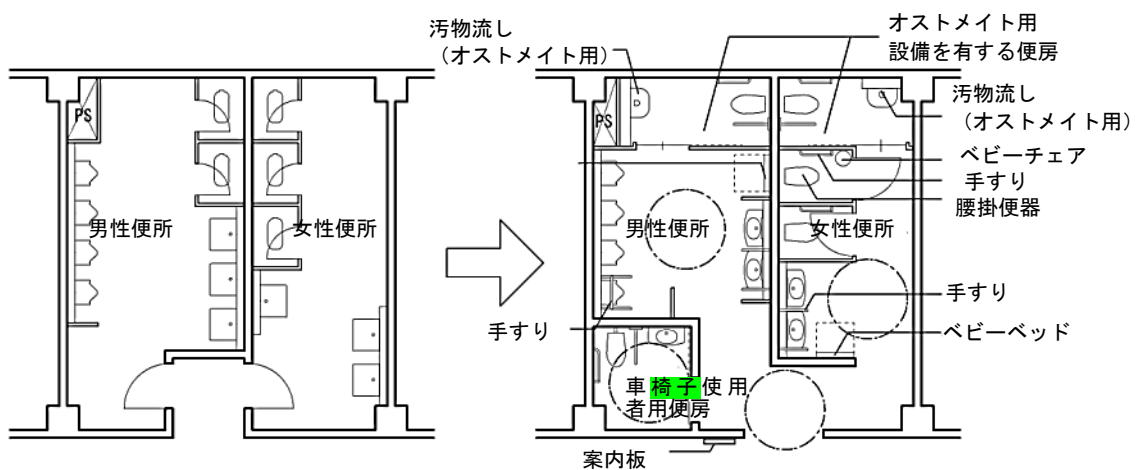 汚物流し
（オストメイト用）
オストメイト用
設備を有する便房
汚物流し
（オストメイト用）
PS
PS
ベビーチェア
手すり
腰掛便器
男性便所
女性便所
男性便所
女性便所
手すり
手すり
ベビーベッド
車椅子使用
者用便房
案内板